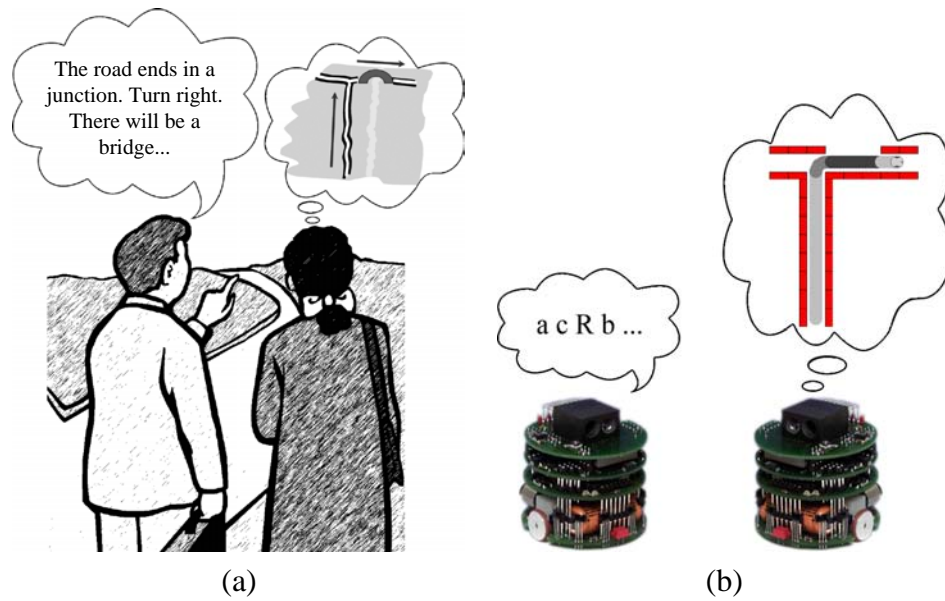 The road ends in a
junction. Turn right.
There will be a
bridge...
a c R b ...
(a)
(b)